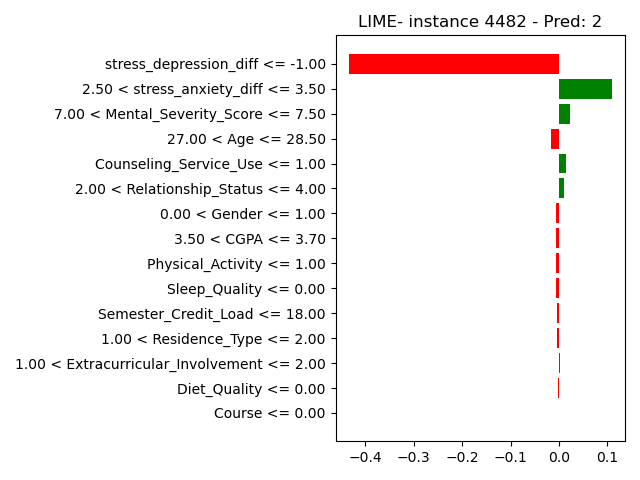 LIME- instance 4482 - Pred: 2
stress_depression_diff <= -1.00
2.50 < stress_anxiety_diff <= 3.50
7.00 < Mental_Severity_Score <= 7.50
27.00 < Age <= 28.50
Counseling_Service_Use <= 1.00
2.00 < Relationship_Status <= 4.00
0.00 < Gender <= 1.00
3.50 < CGPA <= 3.70
Physical_Activity <= 1.00
Sleep_Quality <= 0.00
Semester_Credit_Load <= 18.00
1.00 < Residence_Type <= 2.00
1.00 < Extracurricular_Involvement <= 2.00
Diet_Quality <= 0.00
Course <= 0.00
−0.4 −0.3 −0.2 −0.1 0.0 0.1